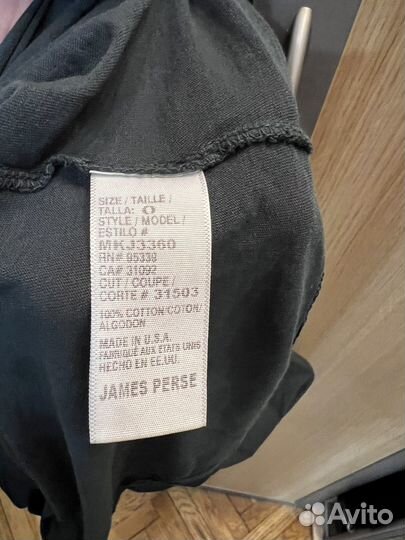 SIZE / TAILLE /
TALLA: 0
STYLE / MODEL /
ESTILO #
MKJ3360
RN# 95339
CA# 31092
CUT / COUPE /
CORTE # 31503
100% COTTON/COTON/
ALGODON
MADE IN U.S.A.
FABRIQUÉ AUX ETATS UNIS
HECHO EN EE.UU.
JAMES PERSE
Avito